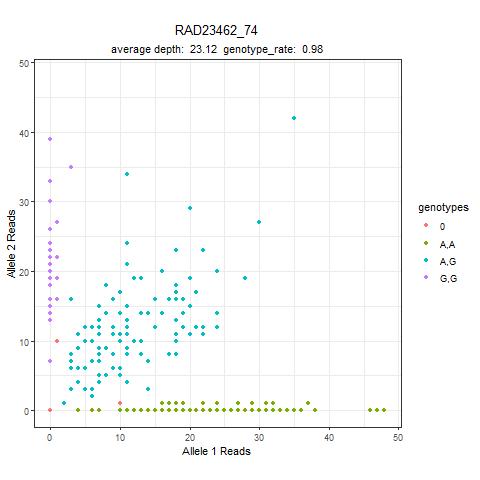 RAD23462_74
average depth: 23.12 genotype_rate: 0.98
50
40
30
20
10
0
Allele 2 Reads
0 10 20 30 40 50
Allele 1 Reads
genotypes
0
A,A
A,G
G,G